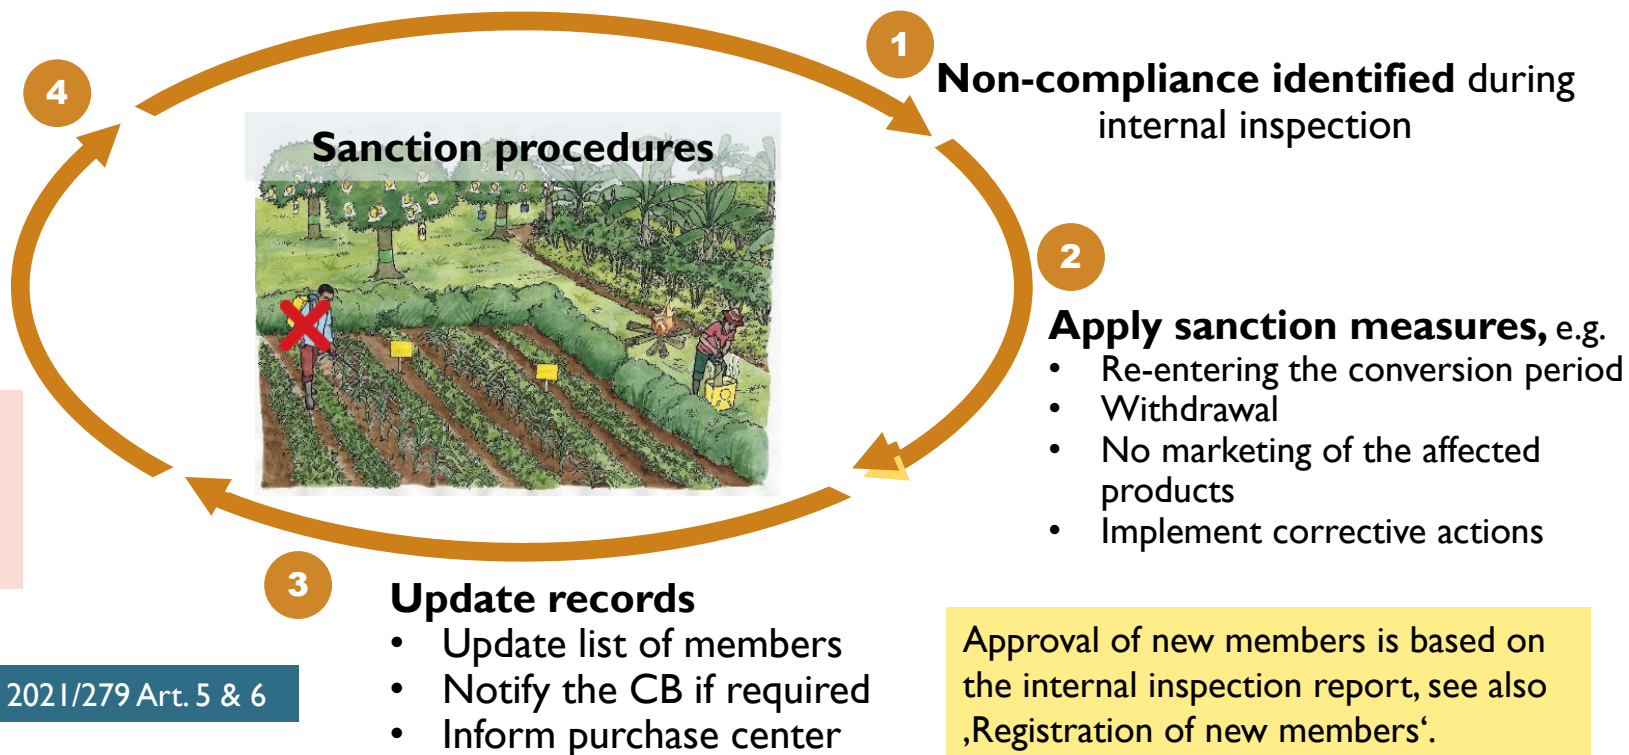 1
Non-compliance identified during
internal inspection
4
Sanction procedures
2
Apply sanction measures, e.g.
• Re-entering the conversion period
• Withdrawal
• No marketing of the affected
products
• Implement corrective actions
3
Update records
• Update list of members
• Notify the CB if required
• Inform purchase center
2021/279 Art. 5 & 6
Approval of new members is based on
the internal inspection report, see also
‚Registration of new members‘.